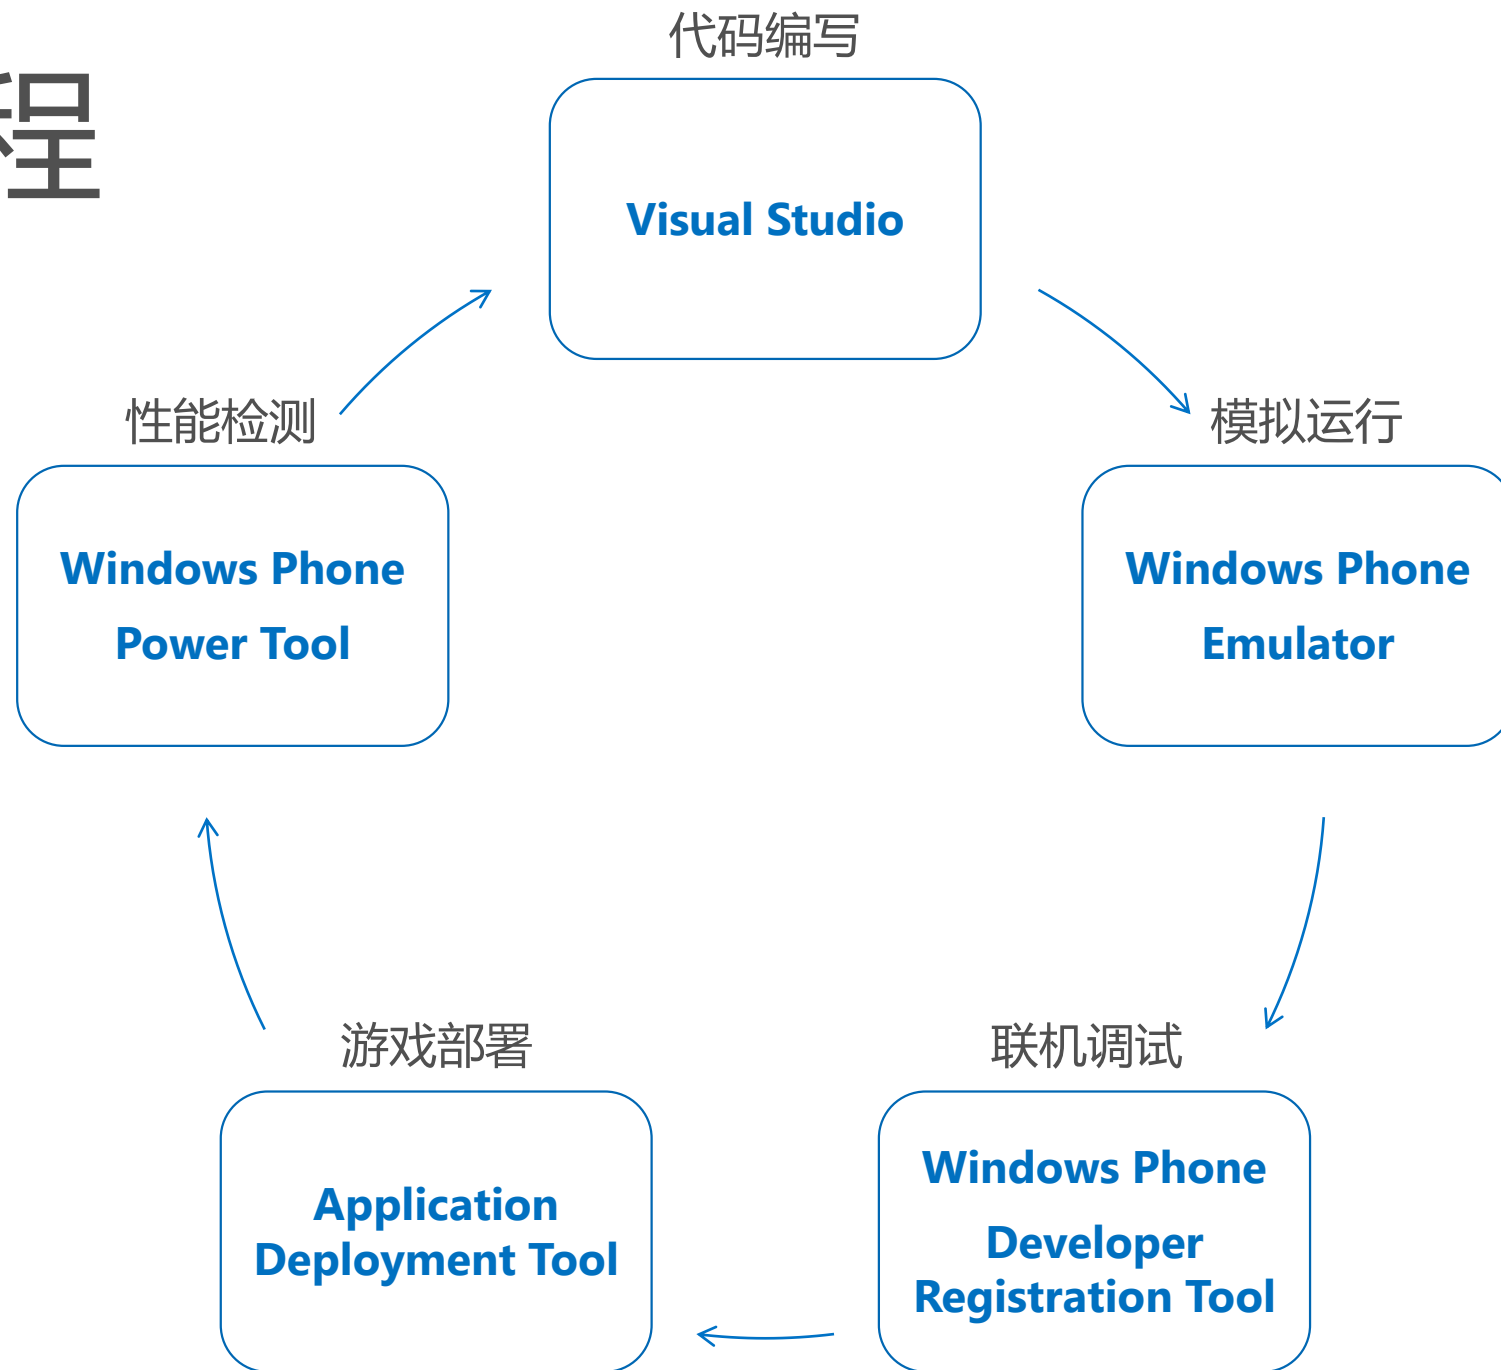 代码编写
程
Visual Studio
性能检测
模拟运行
Windows Phone
Power Tool
Windows Phone
Emulator
游戏部署
联机调试
Application
Deployment Tool
Windows Phone
Developer
Registration Tool